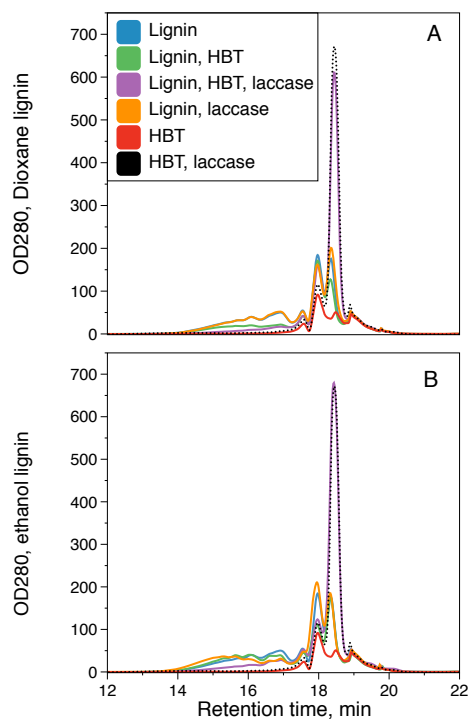 A
Lignin
Lignin, HBT
Lignin, HBT, laccase
Lignin, laccase
HBT
HBT, laccase
OD280, Dioxane lignin
700
600
500
400
300
200
100
0
B
OD280, ethanol lignin
700
600
500
400
300
200
100
0
12 14 16 18 20 22
Retention time, min